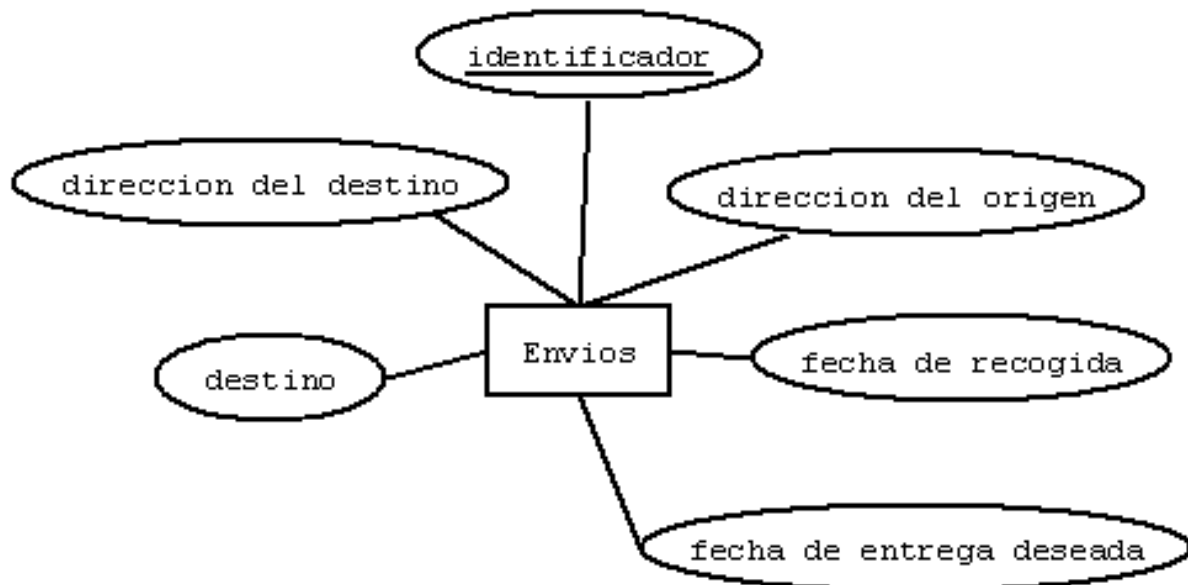 identificador
direccion del destino
direccion del origen
Envios
fecha de recogida
destino
fecha de entrega deseada